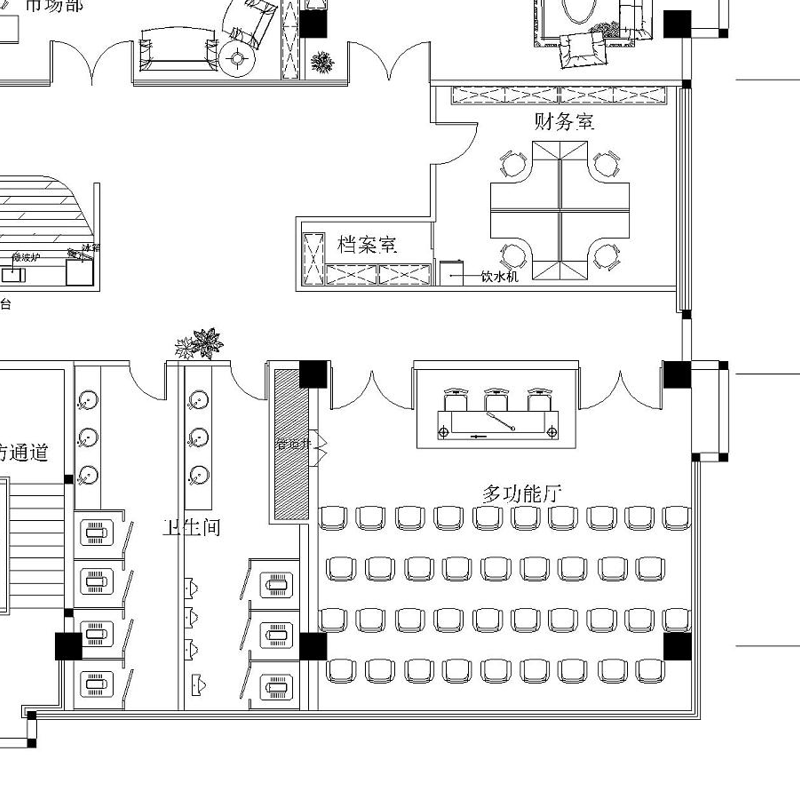 市场部
财务室
档案室
冰箱
微波炉
饮水机
台
管道井
防通道
多功能厅
卫生间